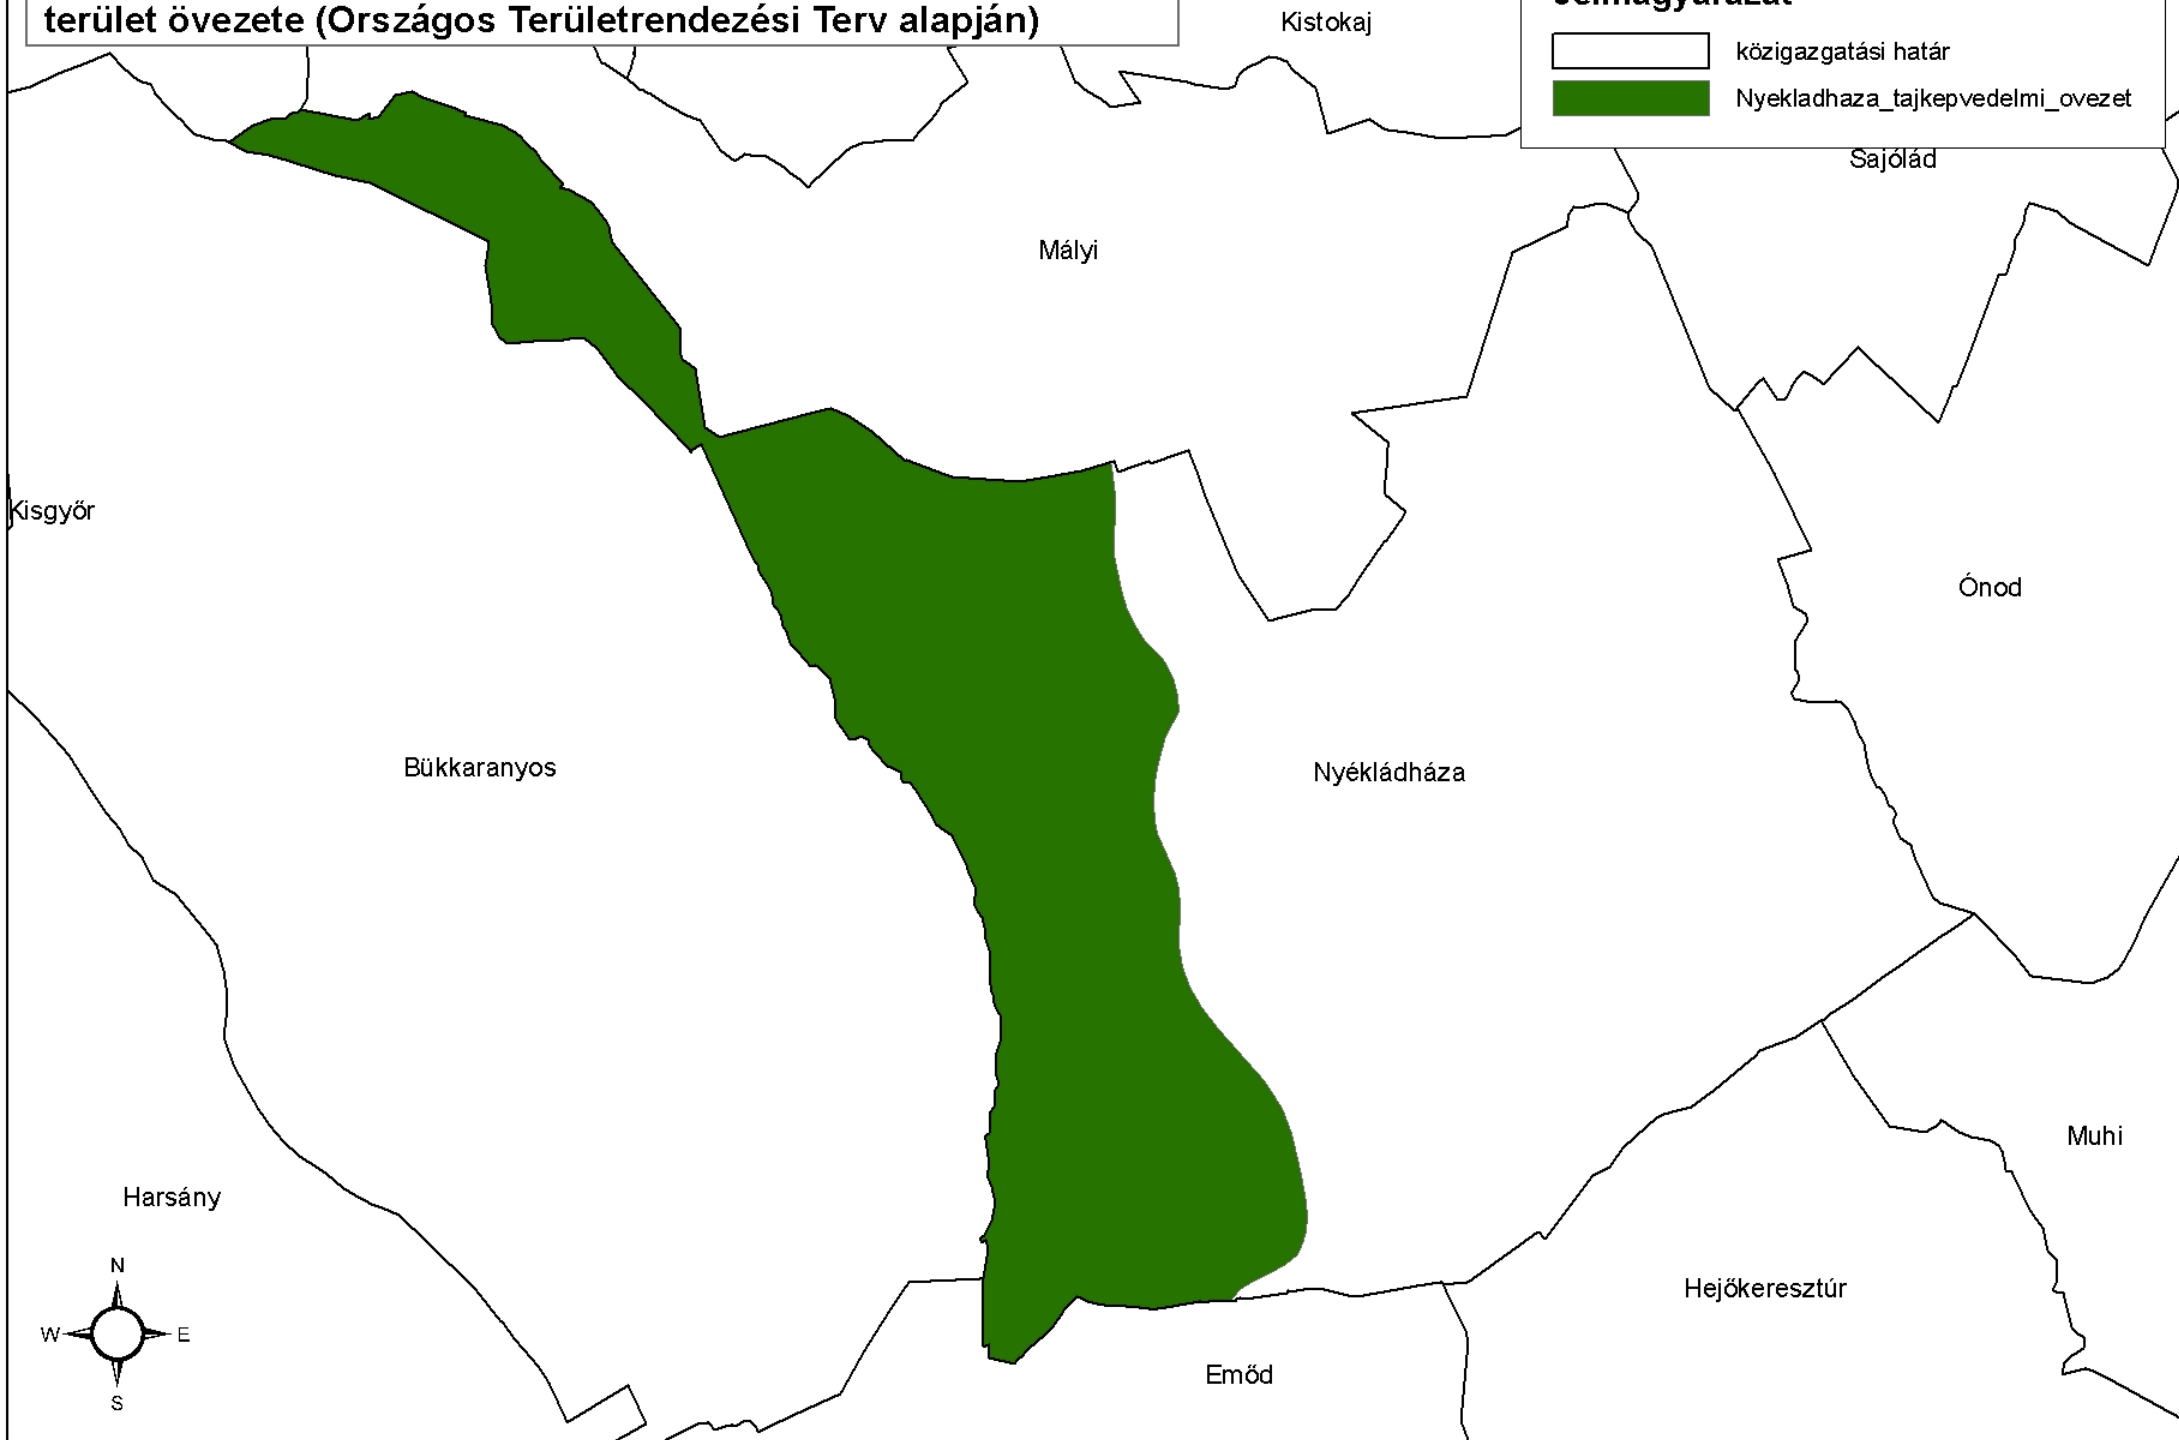 terület övezete (Országos Területrendezési Terv alapján)
Jelmagyarázat
közigazgatási határ
Nyekladhaza_tajkepvedelmi_ovezet
Kistokaj
Sajólád
Mályi
Kisgyőr
Ónod
Bükkaranyos
Nyékládháza
Muhi
Harsány
Hejőkeresztúr
Emőd
N
W
E
S